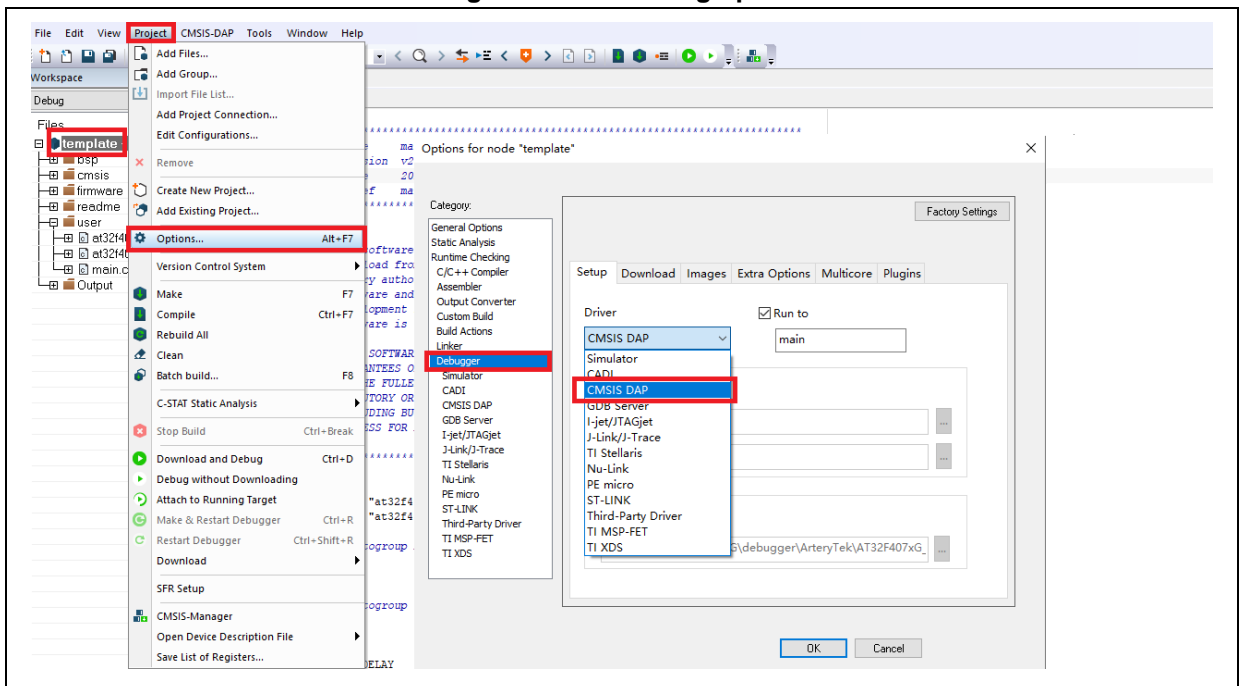 File Edit View Project CMSIS-DAP Tools Window Help
Workspace
Debug
Files
template
bsp
cmsis
firmware
readme
user
main.c
Output
Add Files...
Add Group...
Import File List...
Add Project Connection...
Edit Configurations...
Remove
Create New Project...
Add Existing Project...
Options... Alt+F7
Version Control System
Make F7
Compile Ctrl+F7
Rebuild All
Clean
Batch build... F8
C-STAT Static Analysis
Stop Build Ctrl+Break
Download and Debug Ctrl+D
Debug without Downloading
Attach to Running Target
Make & Restart Debugger Ctrl+R
Restart Debugger Ctrl+Shift+R
Download
SFR Setup
CMSIS-Manager
Open Device Description File
Save List of Registers...
Options for node "template"
Category:
General Options
Static Analysis
Runtime Checking
C/C++ Compiler
Assembler
Output Converter
Custom Build
Build Actions
Linker
Debugger
Simulator
CADI
CMSIS DAP
GDB Server
I-jet/JTAGjet
J-Link/J-Trace
TI Stellaris
Nu-Link
PE micro
ST-LINK
Third-Party Driver
TI MSP-FET
TI XDS
Factory Settings
Setup Download Images Extra Options Multicore Plugins
Driver
Run to
CMSIS DAP
main
Simulator
CADI
CMSIS DAP
GDB Server
I-jet/JTAGjet
J-Link/J-Trace
TI Stellaris
Nu-Link
PE micro
ST-LINK
Third-Party Driver
TI MSP-FET
TI XDS
G\debugger\ArteryTek\AT32F407xG_
OK Cancel